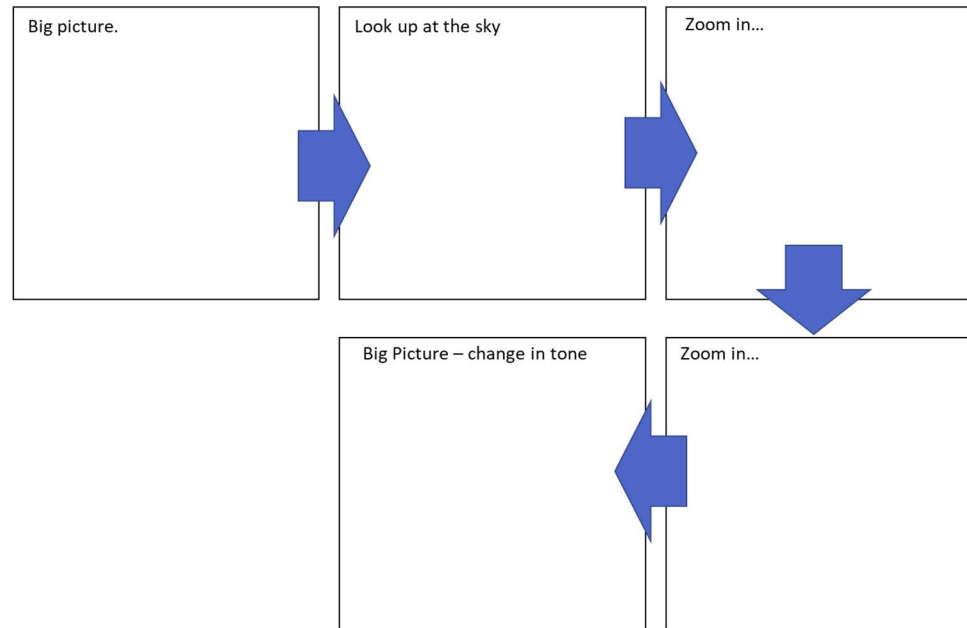 Big picture.
Look up at the sky
Zoom in…
Zoom in…
Big Picture – change in tone